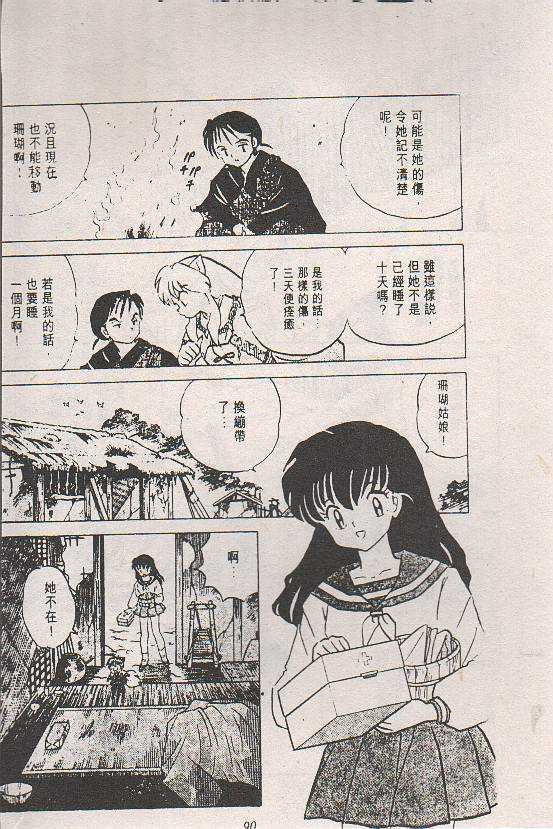 可能是她的傷，
令她記不清楚
呢！
況且現在
也不能移動
珊瑚啊！
雖這樣說，
但她不是
已經睡了
十天嗎？
是我的話…
那樣的傷，
三天便痊癒
了！
若是我的話，
也要睡
一個月啊！
珊瑚姑娘！
換繃帶
了…
啊…
她不在！
90